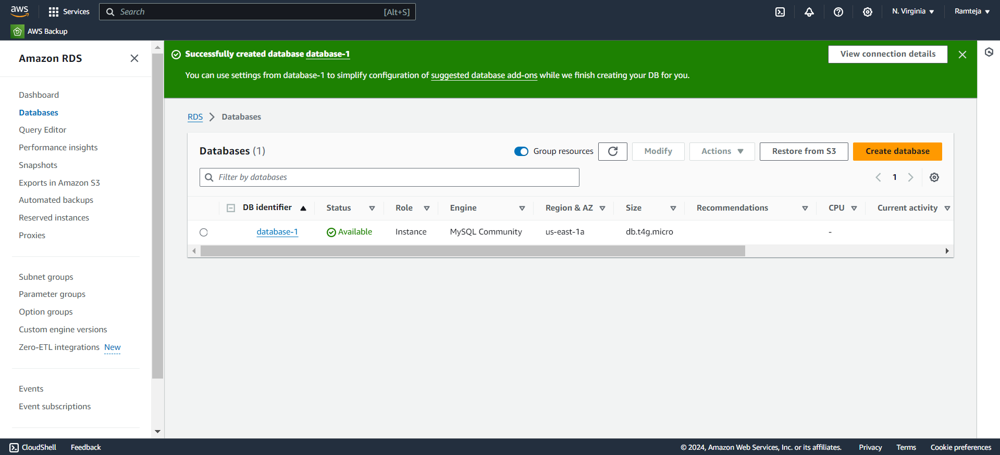 aws
Services
Search
[Alt+S]
N. Virginia
Ramteja
AWS Backup
Amazon RDS
Dashboard
Databases
Query Editor
Performance insights
Snapshots
Exports in Amazon S3
Automated backups
Reserved instances
Proxies
Subnet groups
Parameter groups
Option groups
Custom engine versions
Zero-ETL integrations New
Events
Event subscriptions
Successfully created database database-1
View connection details
You can use settings from database-1 to simplify configuration of suggested database add-ons while we finish creating your DB for you.
RDS
Databases
Databases (1)
Group resources
Modify
Actions
Restore from S3
Create database
Filter by databases
1
DB identifier
Status
Role
Engine
Region & AZ
Size
Recommendations
CPU
Current activity
database-1
Available
Instance
MySQL Community
us-east-1a
db.t4g.micro
-
CloudShell
Feedback
© 2024, Amazon Web Services, Inc. or its affiliates.
Privacy
Terms
Cookie preferences